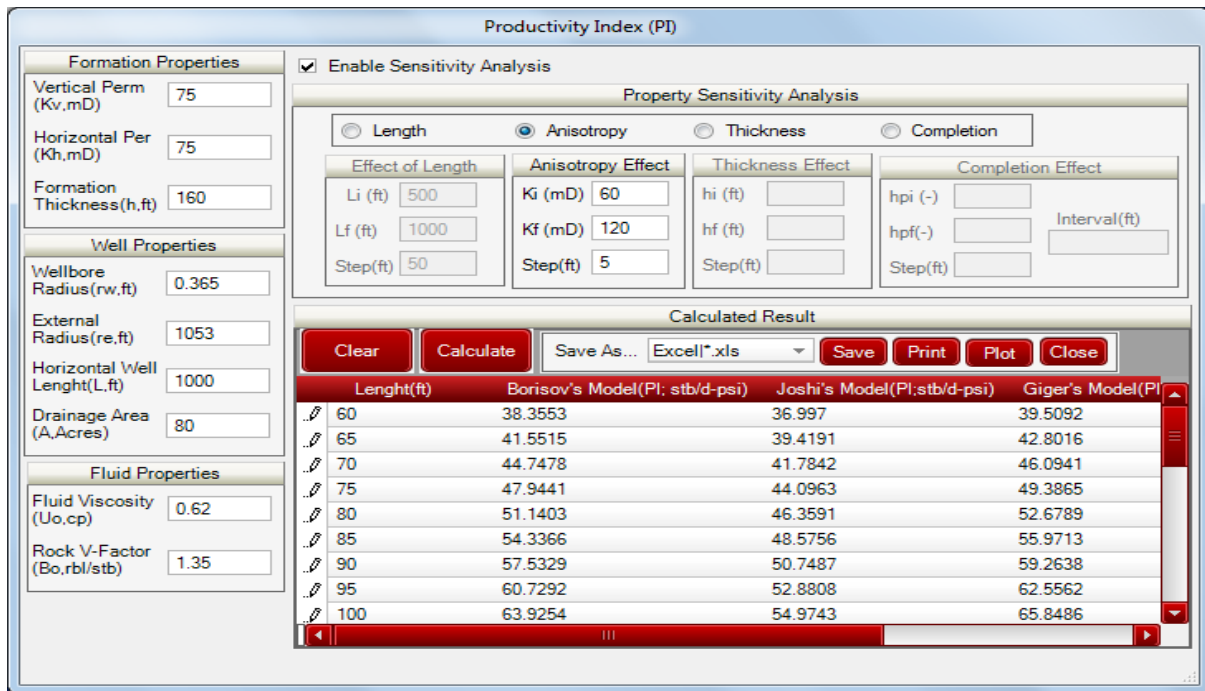 Productivity Index (PI)
Formation Properties
Vertical Perm
(Kv,mD)
75
Horizontal Per
(Kh,mD)
75
Formation
Thickness(h,ft)
160
Well Properties
Wellbore
Radius(rw,ft)
0.365
External
Radius(re,ft)
1053
Horizontal Well
Lenght(L,ft)
1000
Drainage Area
(A,Acres)
80
Fluid Properties
Fluid Viscosity
(Uo,cp)
0.62
Rock V-Factor
(Bo,rbl/stb)
1.35
Enable Sensitivity Analysis
Property Sensitivity Analysis
Length Anisotropy Thickness Completion
Effect of Length
Li (ft) 500
Lf (ft) 1000
Step(ft) 50
Anisotropy Effect
Ki (mD) 60
Kf (mD) 120
Step(ft) 5
Thickness Effect
hi (ft)
hf (ft)
Step(ft)
Completion Effect
hpi (-)
hpf(-)
Step(ft)
Interval(ft)
Calculated Result
Clear Calculate Save As... Excel|*.xls Save Print Plot Close
Lenght(ft) Borisov's Model(PI; stb/d-psi) Joshi's Model(PI;stb/d-psi) Giger's Model(PI
60 38.3553 36.997 39.5092
65 41.5515 39.4191 42.8016
70 44.7478 41.7842 46.0941
75 47.9441 44.0963 49.3865
80 51.1403 46.3591 52.6789
85 54.3366 48.5756 55.9713
90 57.5329 50.7487 59.2638
95 60.7292 52.8808 62.5562
100 63.9254 54.9743 65.8486